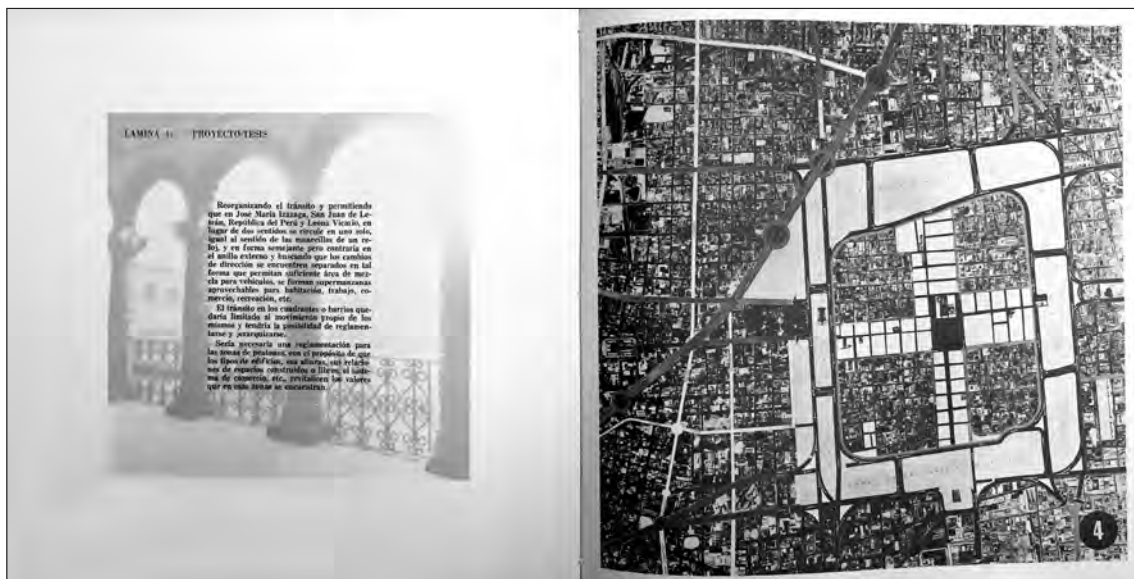 LAMINA 4: PROYECTO-TESIS
Reorganizando el tránsito y permitiendo
que en José María Izazaga, San Juan de Le-
trán, República del Perú y Leona Vicario, en
lugar de dos sentidos se circule en uno solo,
igual al sentido de las manecillas de un re-
loj, y en forma semejante pero contraria en
el anillo externo y buscando que los cambios
de dirección se encuentren separados en tal
forma que permitan suficiente área de mez-
cla para vehículos, se forman supermanzanas
aprovechables para habitación, trabajo, co-
mercio, recreación, etc.
El tránsito en los cuadrantes o barrios que-
daría limitado al movimiento propio de los
mismos y tendría la posibilidad de reglamen-
tarse y jerarquizarse.
Sería necesaria una reglamentación para
las zonas de peatones, con el propósito de que
los tipos de edificios, sus alturas, sus relacio-
nes de espacios construidos o libres, el siste-
ma de comercio, etc., revitalicen los valores
que en esta zonas se encuentran.
4